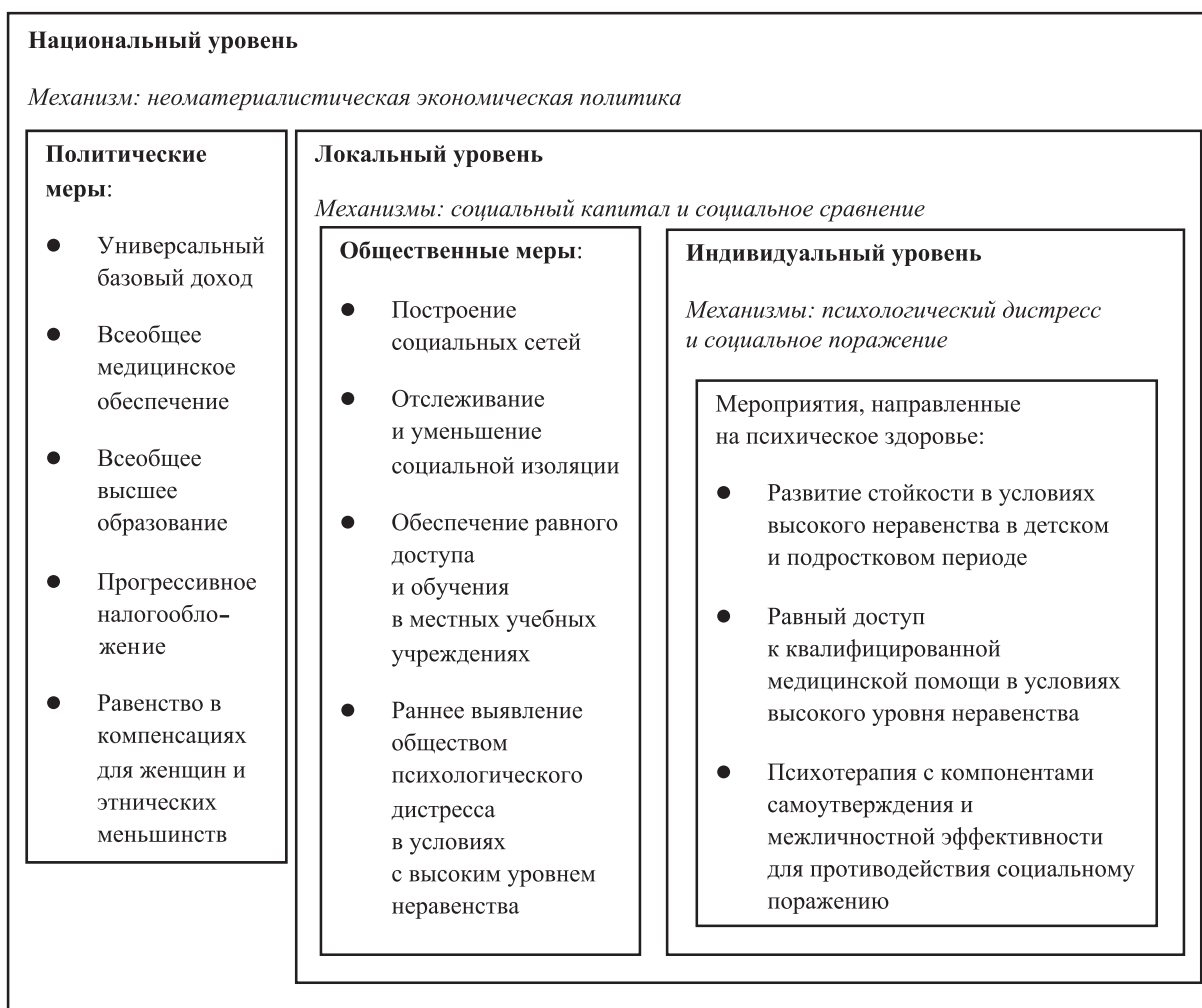 Национальный уровень
Механизм: неоматериалистическая экономическая политика
Политические
меры:
● Универсальный
базовый доход
● Всеобщее
медицинское
обеспечение
● Всеобщее
высшее
образование
● Прогрессивное
налогообло-
жение
● Равенство в
компенсациях
для женщин и
этнических
меньшинств
Локальный уровень
Механизмы: социальный капитал и социальное сравнение
Общественные меры:
● Построение
социальных сетей
● Отслеживание
и уменьшение
социальной изоляции
● Обеспечение равного
доступа
и обучения
в местных учебных
учреждениях
● Раннее выявление
обществом
психологического
дистресса
в условиях
с высоким уровнем
неравенства
Индивидуальный уровень
Механизмы: психологический дистресс
и социальное поражение
Мероприятия, направленные
на психическое здоровье:
● Развитие стойкости в условиях
высокого неравенства в детском
и подростковом периоде
● Равный доступ
к квалифицированной
медицинской помощи в условиях
высокого уровня неравенства
● Психотерапия с компонентами
самоутверждения и
межличностной эффективности
для противодействия социальному
поражению